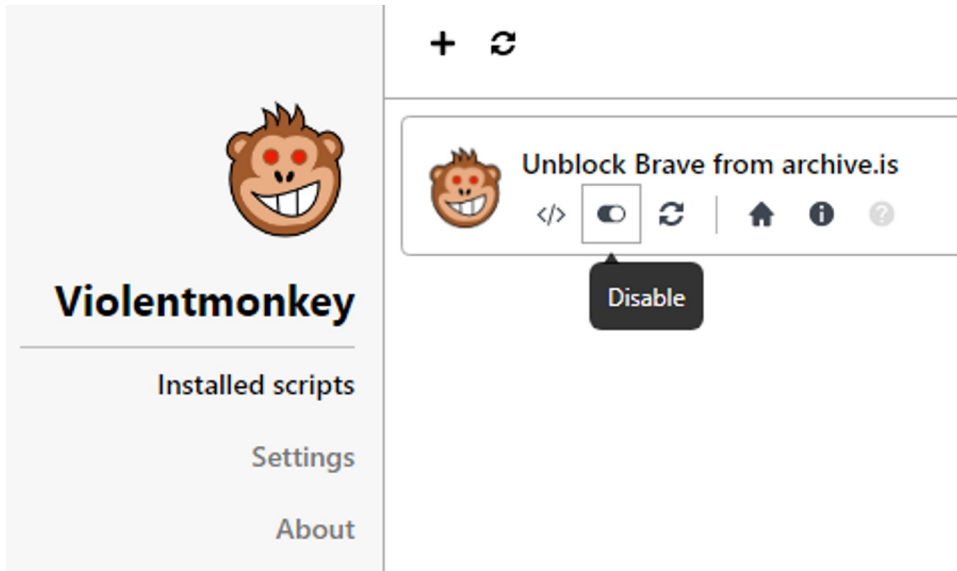 Violentmonkey
Installed scripts
Settings
About
Unblock Brave from archive.is
Disable